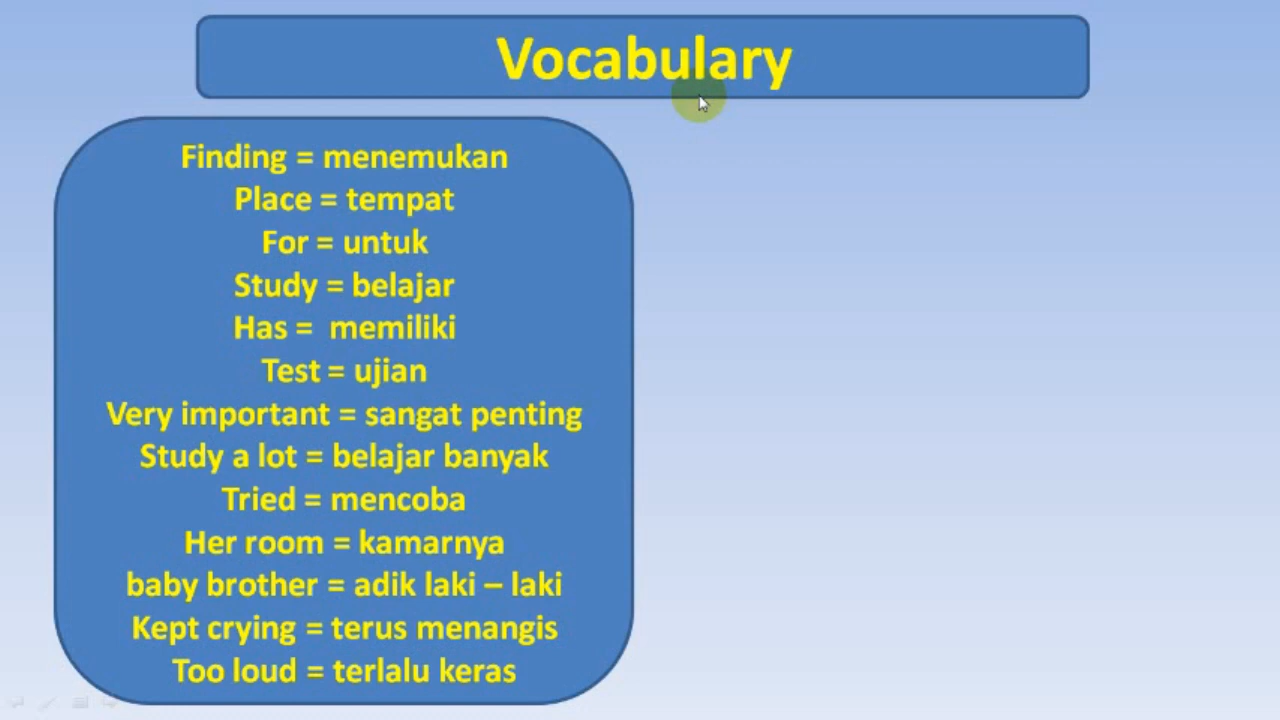 Vocabulary
Finding = menemukan
Place = tempat
For = untuk
Study = belajar
Has =  memiliki
Test = ujian
Very important = sangat penting
Study a lot = belajar banyak
Tried = mencoba
Her room = kamarnya
baby brother = adik laki – laki
Kept crying = terus menangis
Too loud = terlalu keras